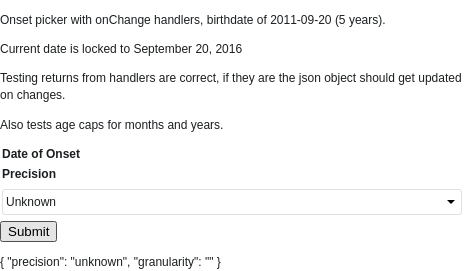 Onset picker with onChange handlers, birthdate of 2011-09-20 (5 years).
Current date is locked to September 20, 2016
Testing returns from handlers are correct, if they are the json object should get updated
on changes.
Also tests age caps for months and years.
Date of Onset
Precision
Unknown
Submit
{ "precision": "unknown", "granularity": "" }